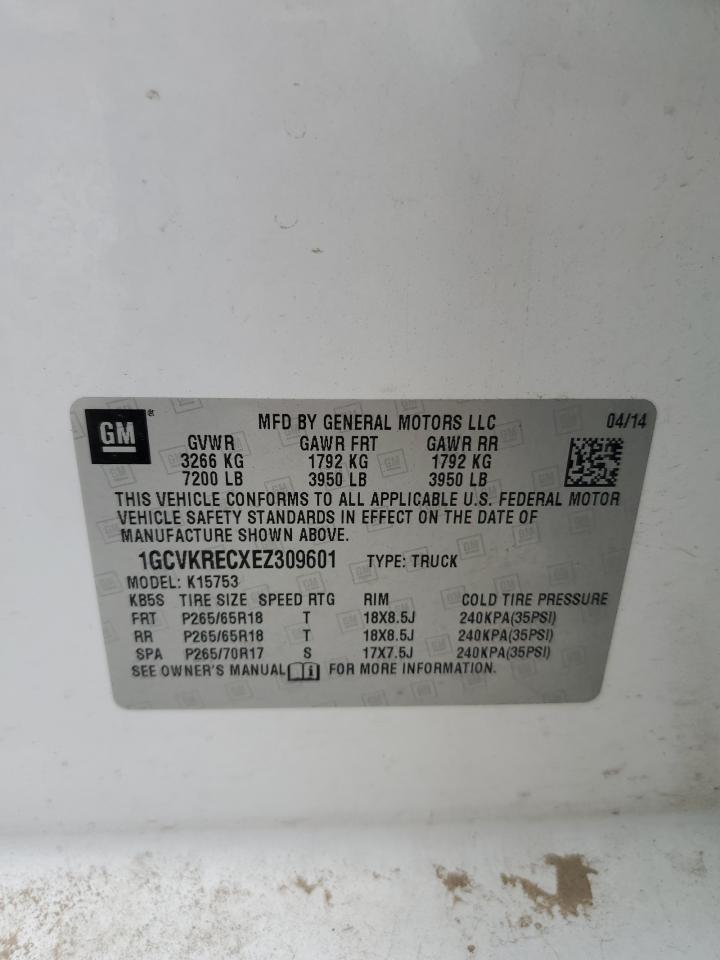 GM ® MFD BY GENERAL MOTORS LLC 04/14
GVWR GAWR FRT GAWR RR
3266 KG 1792 KG 1792 KG
7200 LB 3950 LB 3950 LB
THIS VEHICLE CONFORMS TO ALL APPLICABLE U.S. FEDERAL MOTOR
VEHICLE SAFETY STANDARDS IN EFFECT ON THE DATE OF
MANUFACTURE SHOWN ABOVE.
1GCVKRECXEZ309601 TYPE: TRUCK
MODEL: K15753
KB5S TIRE SIZE SPEED RTG RIM COLD TIRE PRESSURE
FRT P265/65R18 T 18X8.5J 240KPA(35PSI)
RR P265/65R18 T 18X8.5J 240KPA(35PSI)
SPA P265/70R17 S 17X7.5J 240KPA(35PSI)
SEE OWNER'S MANUAL i FOR MORE INFORMATION.